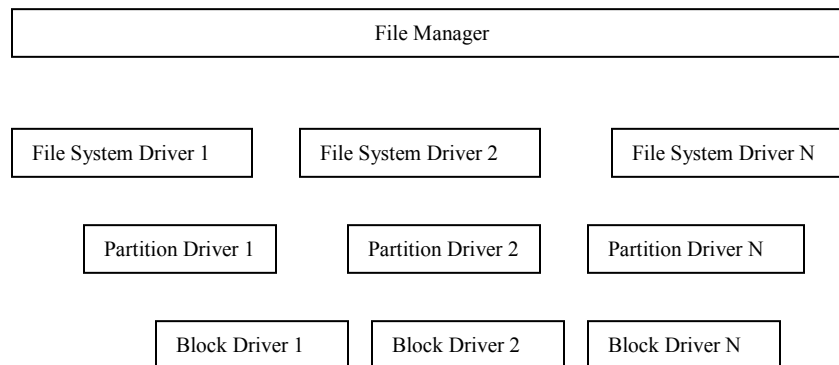 File Manager
File System Driver 1
File System Driver 2
File System Driver N
Partition Driver 1
Partition Driver 2
Partition Driver N
Block Driver 1
Block Driver 2
Block Driver N